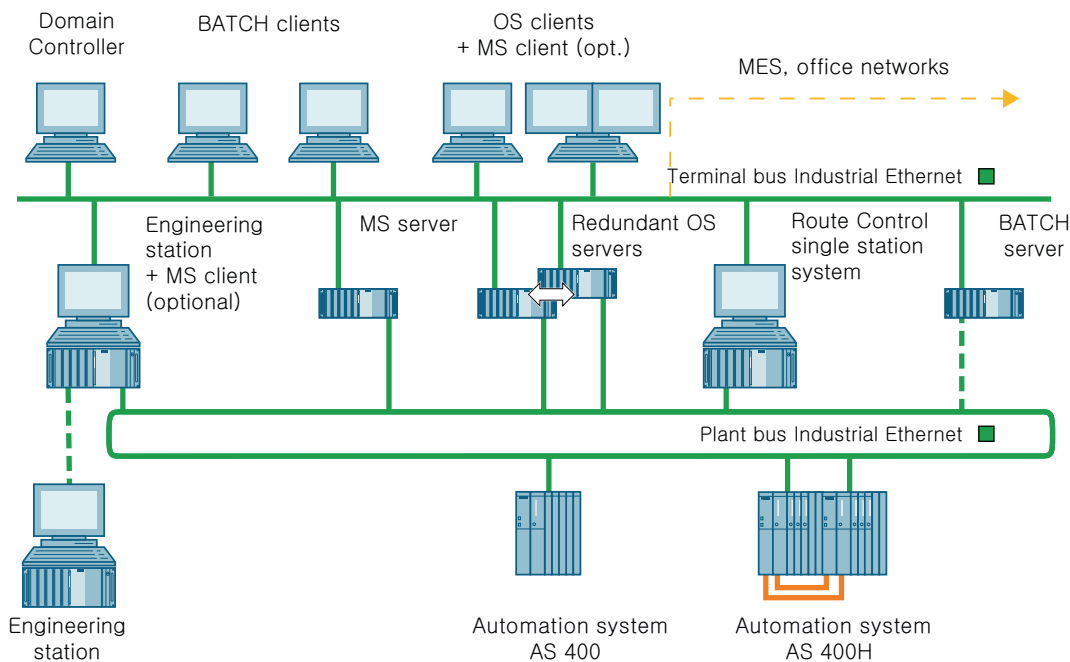 Domain
Controller
BATCH clients
OS clients
+ MS client (opt.)
MES, office networks
Terminal bus Industrial Ethernet
Engineering
station
+ MS client
(optional)
MS server
Redundant OS
servers
Route Control
single station
system
BATCH
server
Plant bus Industrial Ethernet
Engineering
station
Automation system
AS 400
Automation system
AS 400H